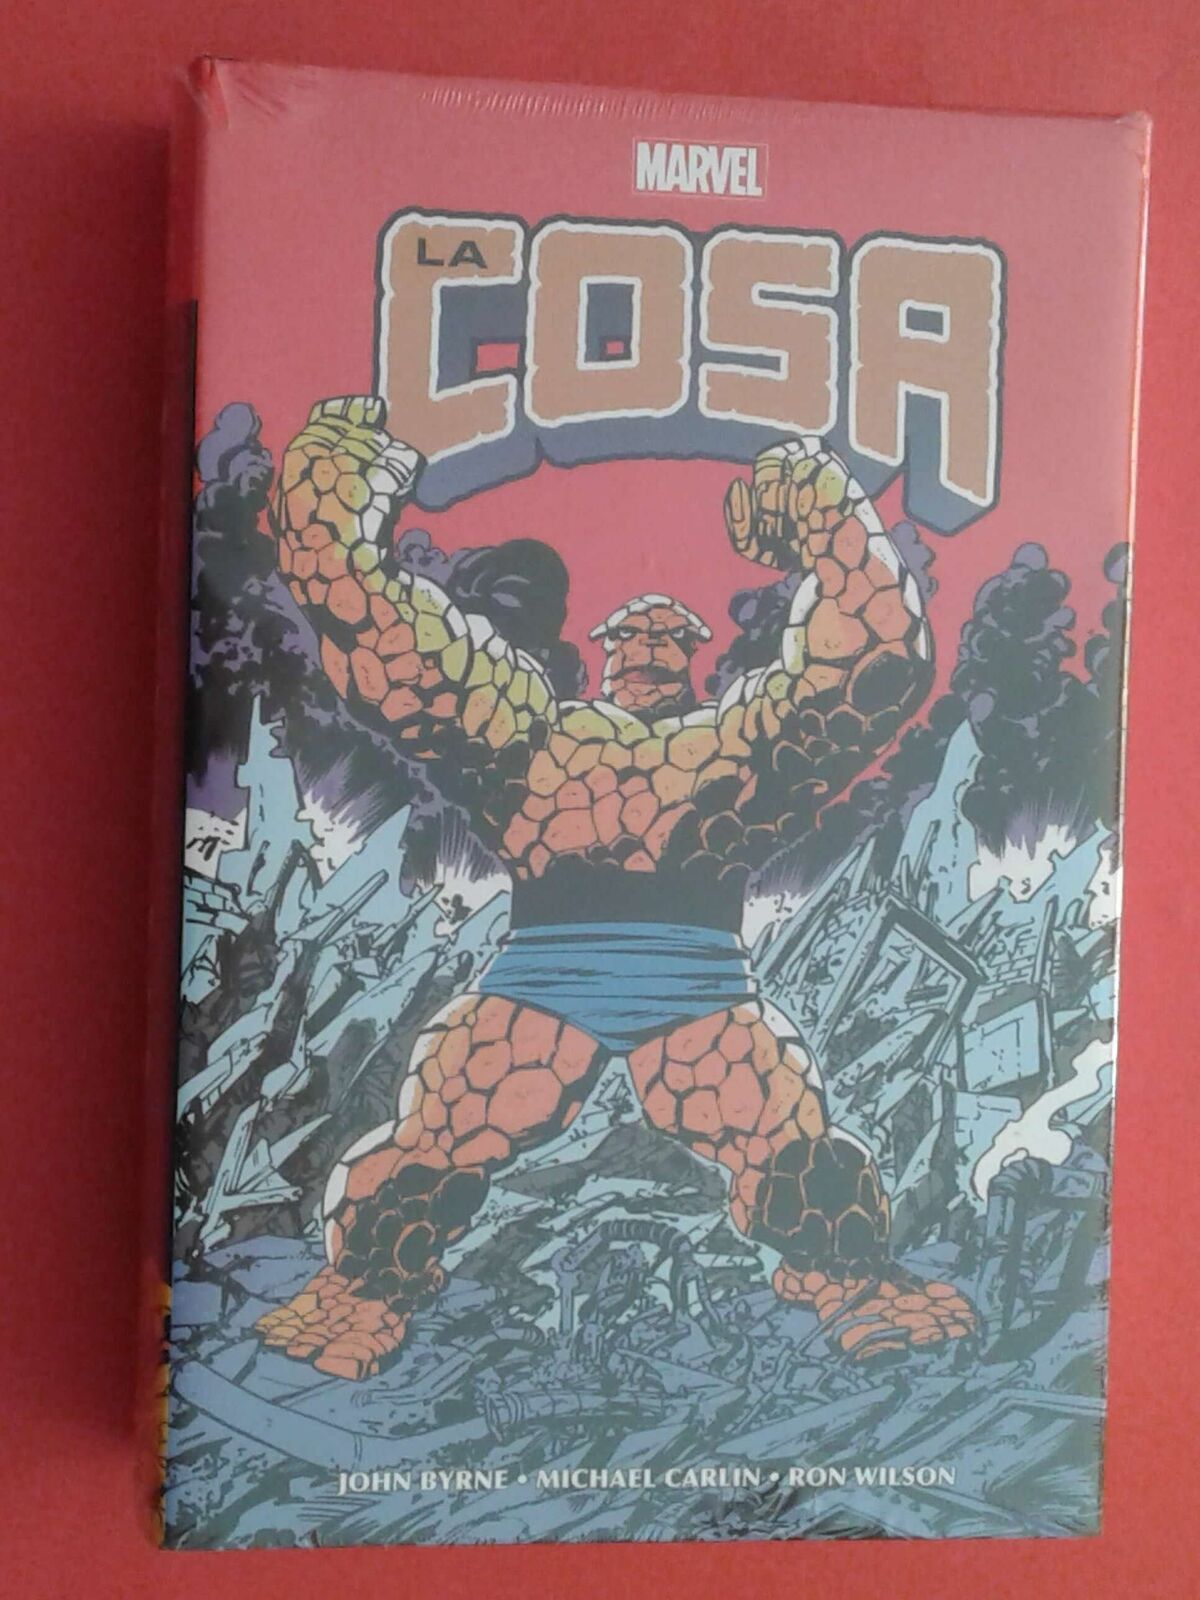 MARVEL
LA
COSA
JOHN BYRNE • MICHAEL CARLIN • RON WILSON